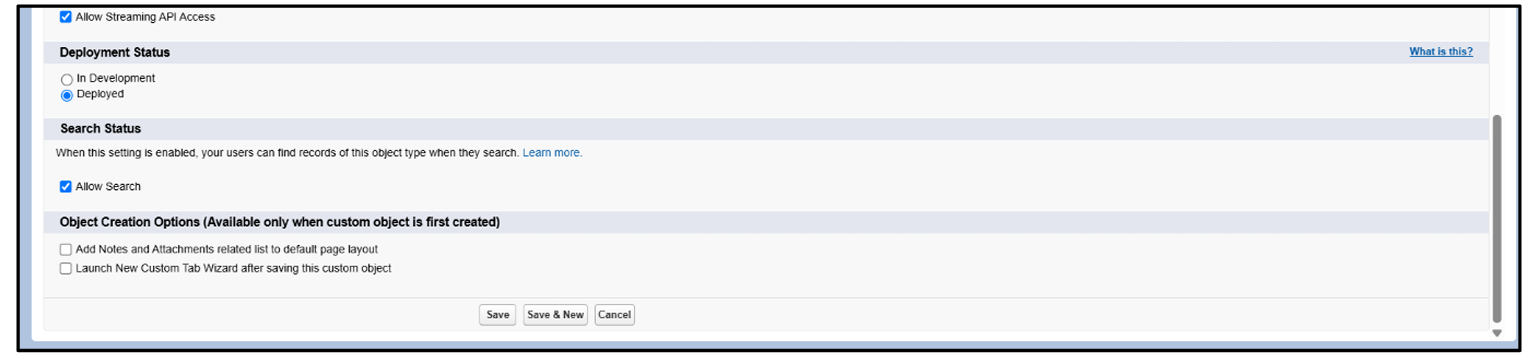 Allow Streaming API Access
Deployment Status
What is this?
In Development
Deployed
Search Status
When this setting is enabled, your users can find records of this object type when they search. Learn more.
Allow Search
Object Creation Options (Available only when custom object is first created)
Add Notes and Attachments related list to default page layout
Launch New Custom Tab Wizard after saving this custom object
Save Save & New Cancel